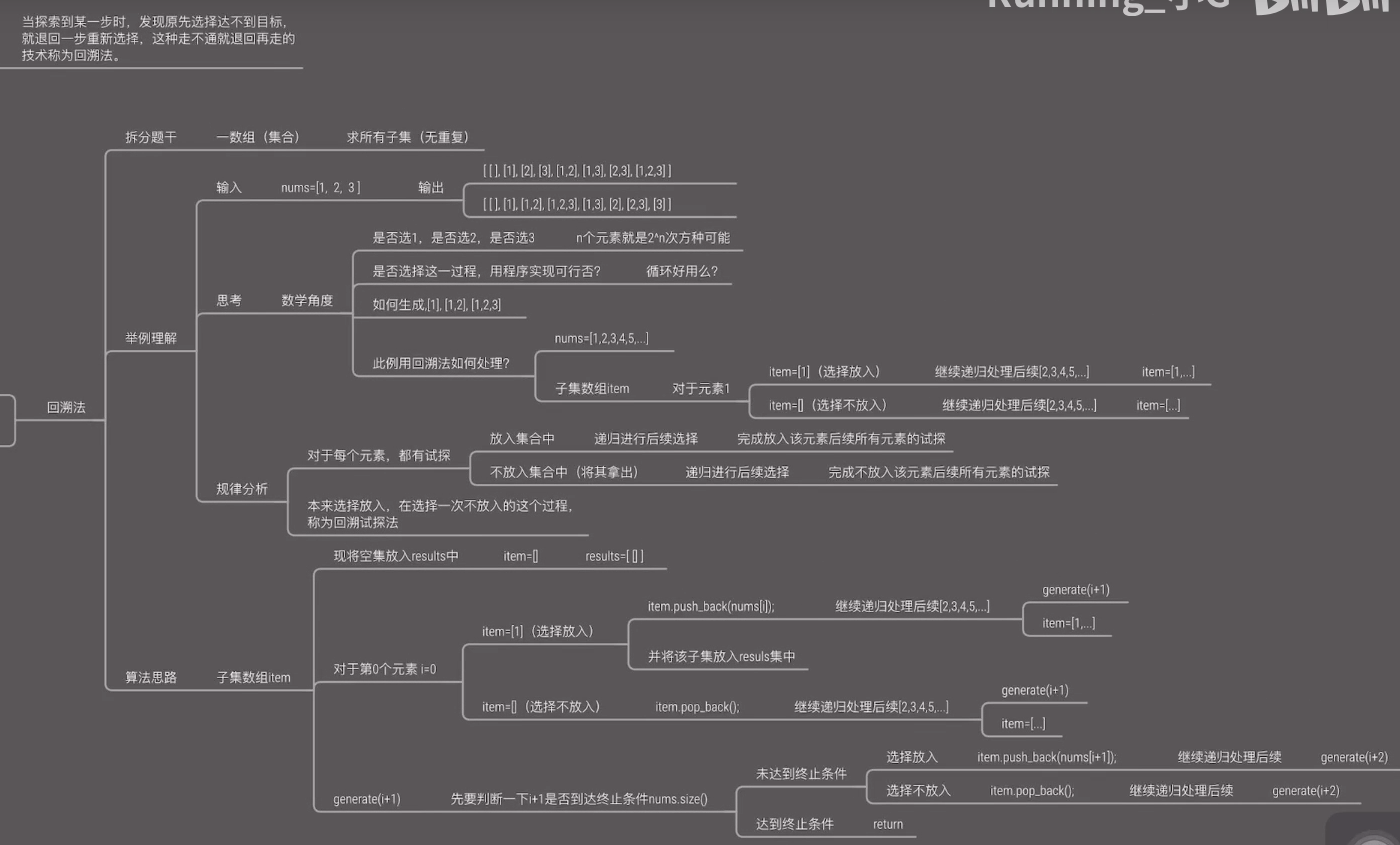 当探索到某一步时，发现原先选择达不到目标，
就退回一步重新选择，这种走不通就退回再走的
技术称为回溯法。
拆分题干 一数组（集合） 求所有子集（无重复）
输入 nums=[1, 2, 3 ] 输出
[ [ ], [1], [2], [3], [1,2], [1,3], [2,3], [1,2,3] ]
[ [ ], [1], [1,2], [1,2,3], [1,3], [2], [2,3], [3] ]
是否选1，是否选2，是否选3 n个元素就是2^n次方种可能
是否选择这一过程，用程序实现可行否？ 循环好用么？
思考 数学角度
如何生成,[1], [1,2], [1,2,3]
举例理解
此例用回溯法如何处理？
nums=[1,2,3,4,5,...]
子集数组item 对于元素1
item=[1]（选择放入） 继续递归处理后续[2,3,4,5,...] item=[1,...]
item=[]（选择不放入） 继续递归处理后续[2,3,4,5,...] item=[...]
回溯法
对于每个元素，都有试探
放入集合中 递归进行后续选择 完成放入该元素后续所有元素的试探
不放入集合中（将其拿出） 递归进行后续选择 完成不放入该元素后续所有元素的试探
规律分析
本来选择放入，在选择一次不放入的这个过程，
称为回溯试探法
现将空集放入results中 item=[] results=[ [] ]
item=[1]（选择放入）
item.push_back(nums[i]); 继续递归处理后续[2,3,4,5,...]
generate(i+1)
item=[1,...]
并将该子集放入resuls集中
算法思路 子集数组item
对于第0个元素 i=0
item=[]（选择不放入） item.pop_back(); 继续递归处理后续[2,3,4,5,...]
generate(i+1)
item=[...]
generate(i+1) 先要判断一下i+1是否到达终止条件nums.size()
未达到终止条件
选择放入 item.push_back(nums[i+1]); 继续递归处理后续 generate(i+2)
选择不放入 item.pop_back(); 继续递归处理后续 generate(i+2)
达到终止条件 return